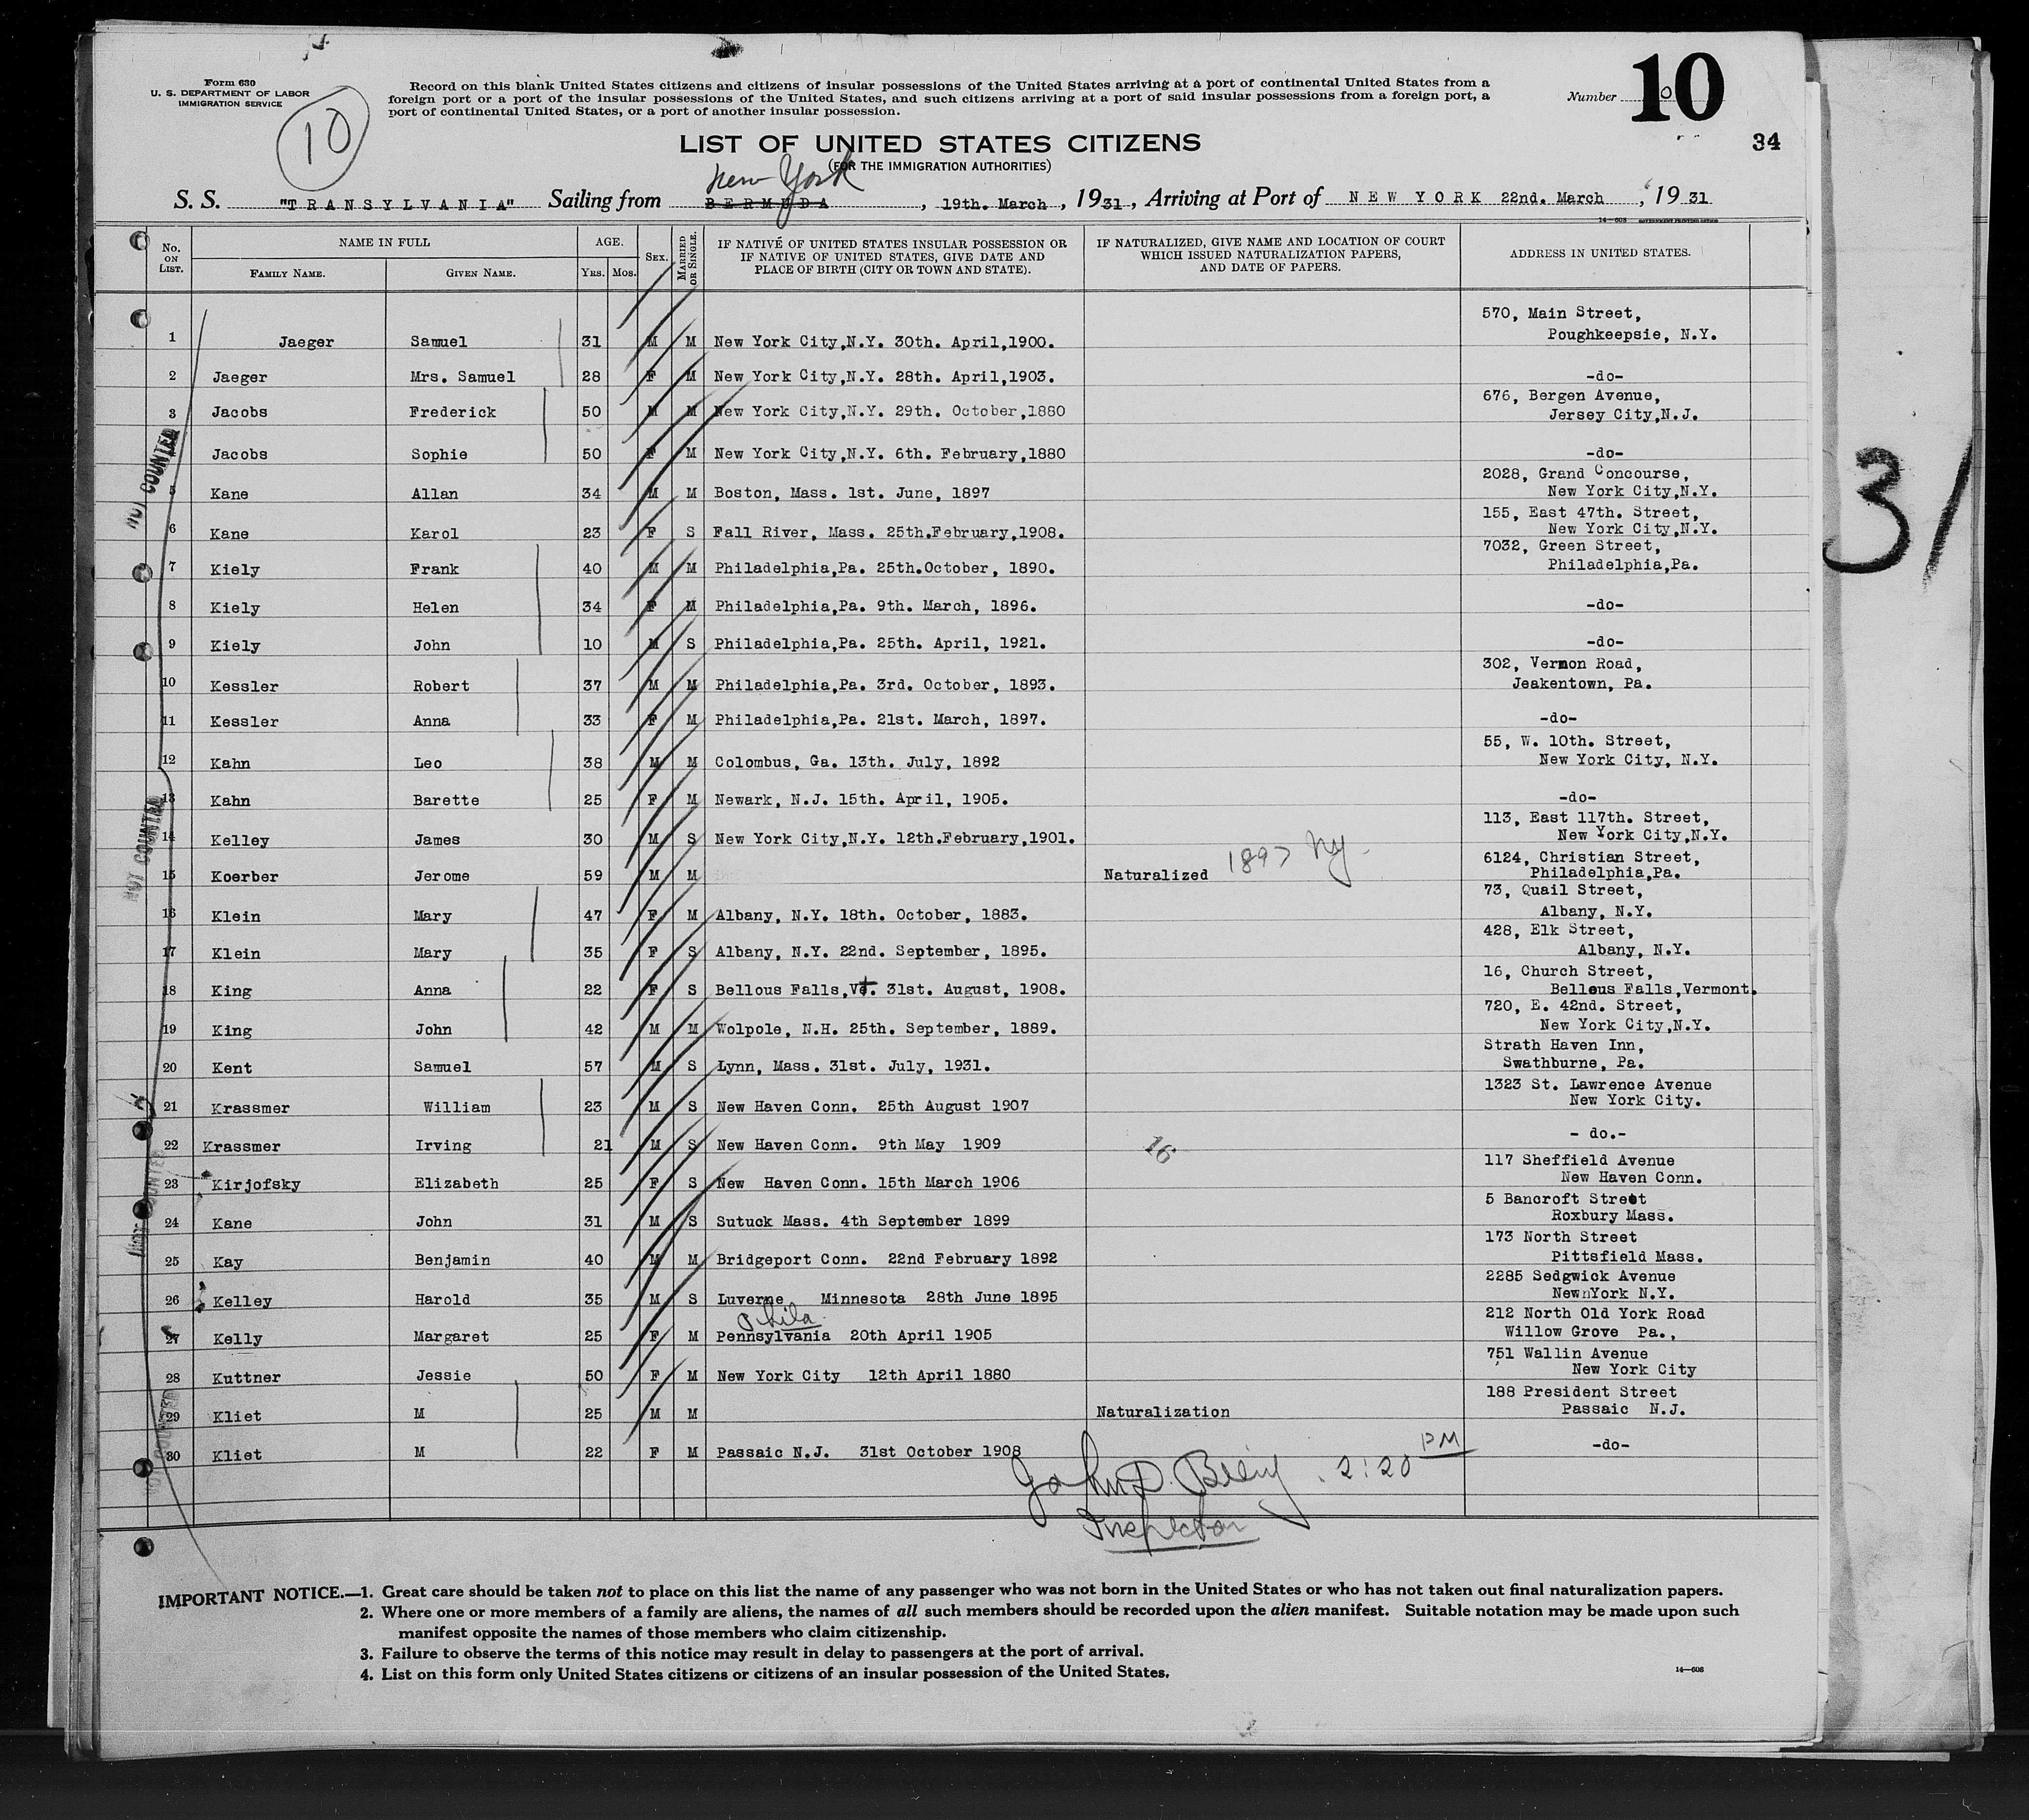 Form 630
U. S. DEPARTMENT OF LABOR
IMMIGRATION SERVICE
10
Record on this blank United States citizens and citizens of insular possessions of the United States arriving at a port of continental United States from a
foreign port or a port of the insular possessions of the United States, and such citizens arriving at a port of said insular possessions from a foreign port, a
port of continental United States, or a port of another insular possession.
Number 10
34
LIST OF UNITED STATES CITIZENS
(FOR THE IMMIGRATION AUTHORITIES)
New York
S. S. "TRANSYLVANIA" Sailing from BERMUDA, 19th. March, 1931, Arriving at Port of NEW YORK 22nd. March, 1931
No. ON LIST. NAME IN FULL FAMILY NAME. GIVEN NAME. AGE. YRS. MOS. SEX. MARRIED OR SINGLE. IF NATIVE OF UNITED STATES INSULAR POSSESSION OR IF NATIVE OF UNITED STATES, GIVE DATE AND PLACE OF BIRTH (CITY OR TOWN AND STATE). IF NATURALIZED, GIVE NAME AND LOCATION OF COURT WHICH ISSUED NATURALIZATION PAPERS, AND DATE OF PAPERS. ADDRESS IN UNITED STATES.
1 Jaeger Samuel 31 M M New York City,N.Y. 30th. April,1900. 570, Main Street, Poughkeepsie, N.Y.
2 Jaeger Mrs. Samuel 28 F M New York City,N.Y. 28th. April,1903. -do-
3 Jacobs Frederick 50 M M New York City,N.Y. 29th. October,1880 676, Bergen Avenue, Jersey City,N.J.
Jacobs Sophie 50 F M New York City,N.Y. 6th. February,1880 -do-
5 Kane Allan 34 M M Boston, Mass. 1st. June, 1897 2028, Grand Concourse, New York City,N.Y.
6 Kane Karol 23 F S Fall River, Mass. 25th.February,1908. 155, East 47th. Street, New York City,N.Y.
7 Kiely Frank 40 M M Philadelphia,Pa. 25th.October, 1890. 7032, Green Street, Philadelphia,Pa.
8 Kiely Helen 34 F M Philadelphia,Pa. 9th. March, 1896. -do-
9 Kiely John 10 M S Philadelphia,Pa. 25th. April, 1921. -do-
10 Kessler Robert 37 M M Philadelphia,Pa. 3rd. October, 1893. 302, Vernon Road, Jeakentown, Pa.
11 Kessler Anna 33 F M Philadelphia,Pa. 21st. March, 1897. -do-
12 Kahn Leo 38 M M Colombus, Ga. 13th. July, 1892 55, W. 10th. Street, New York City, N.Y.
13 Kahn Barette 25 F M Newark, N.J. 15th. April, 1905. -do-
14 Kelley James 30 M S New York City,N.Y. 12th.February,1901. 113, East 117th. Street, New York City,N.Y.
15 Koerber Jerome 59 M M Naturalized 1897 NY. 6124, Christian Street, Philadelphia,Pa.
16 Klein Mary 47 F M Albany, N.Y. 18th. October, 1883. 73, Quail Street, Albany, N.Y.
17 Klein Mary 35 F S Albany, N.Y. 22nd. September, 1895. 428, Elk Street, Albany, N.Y.
18 King Anna 22 F S Bellous Falls,Vt. 31st. August, 1908. 16, Church Street, Bellous Falls,Vermont.
19 King John 42 M M Wolpole, N.H. 25th. September, 1889. 720, E. 42nd. Street, New York City,N.Y.
20 Kent Samuel 57 M S Lynn, Mass. 31st. July, 1931. Strath Haven Inn, Swathburne, Pa.
21 Krassmer William 23 M S New Haven Conn. 25th August 1907 1323 St. Lawrence Avenue New York City.
22 Krassmer Irving 21 M S New Haven Conn. 9th May 1909 16 - do.-
23 Kirjofsky Elizabeth 25 F S New Haven Conn. 15th March 1906 117 Sheffield Avenue New Haven Conn.
24 Kane John 31 M S Sutuck Mass. 4th September 1899 5 Bancroft Street Roxbury Mass.
25 Kay Benjamin 40 M M Bridgeport Conn. 22nd February 1892 173 North Street Pittsfield Mass.
26 Kelley Harold 35 M S Luverne Minnesota 28th June 1895 2285 Sedgwick Avenue NewnYork N.Y.
Phila
27 Kelly Margaret 25 F M Pennsylvania 20th April 1905 212 North Old York Road Willow Grove Pa.,
28 Kuttner Jessie 50 F M New York City 12th April 1880 751 Wallin Avenue New York City
29 Kliet M 25 M M Naturalization 188 President Street Passaic N.J.
30 Kliet M 22 F M Passaic N.J. 31st October 1908 -do-
John D. 2:20 PM
Inspector
NOT COUNTED
NOT COUNTED
31
IMPORTANT NOTICE.—1. Great care should be taken not to place on this list the name of any passenger who was not born in the United States or who has not taken out final naturalization papers.
2. Where one or more members of a family are aliens, the names of all such members should be recorded upon the alien manifest. Suitable notation may be made upon such
manifest opposite the names of those members who claim citizenship.
3. Failure to observe the terms of this notice may result in delay to passengers at the port of arrival.
4. List on this form only United States citizens or citizens of an insular possession of the United States.
14—608